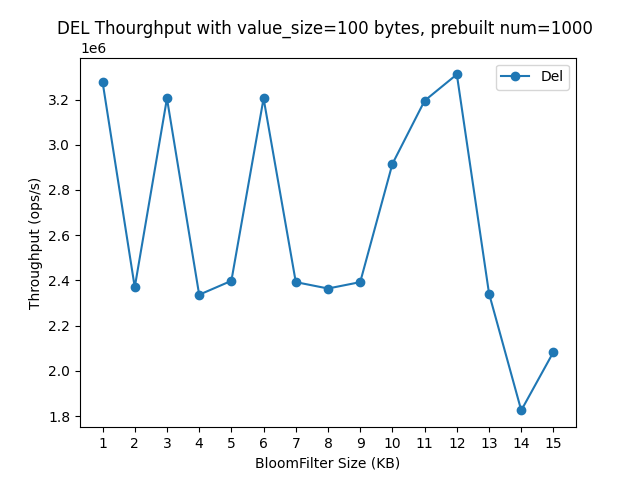 DEL Thourghput with value_size=100 bytes, prebuilt num=1000
1e6
Del
3.2
3.0
2.8
2.6
2.4
2.2
2.0
1.8
Throughput (ops/s)
1 2 3 4 5 6 7 8 9 10 11 12 13 14 15
BloomFilter Size (KB)